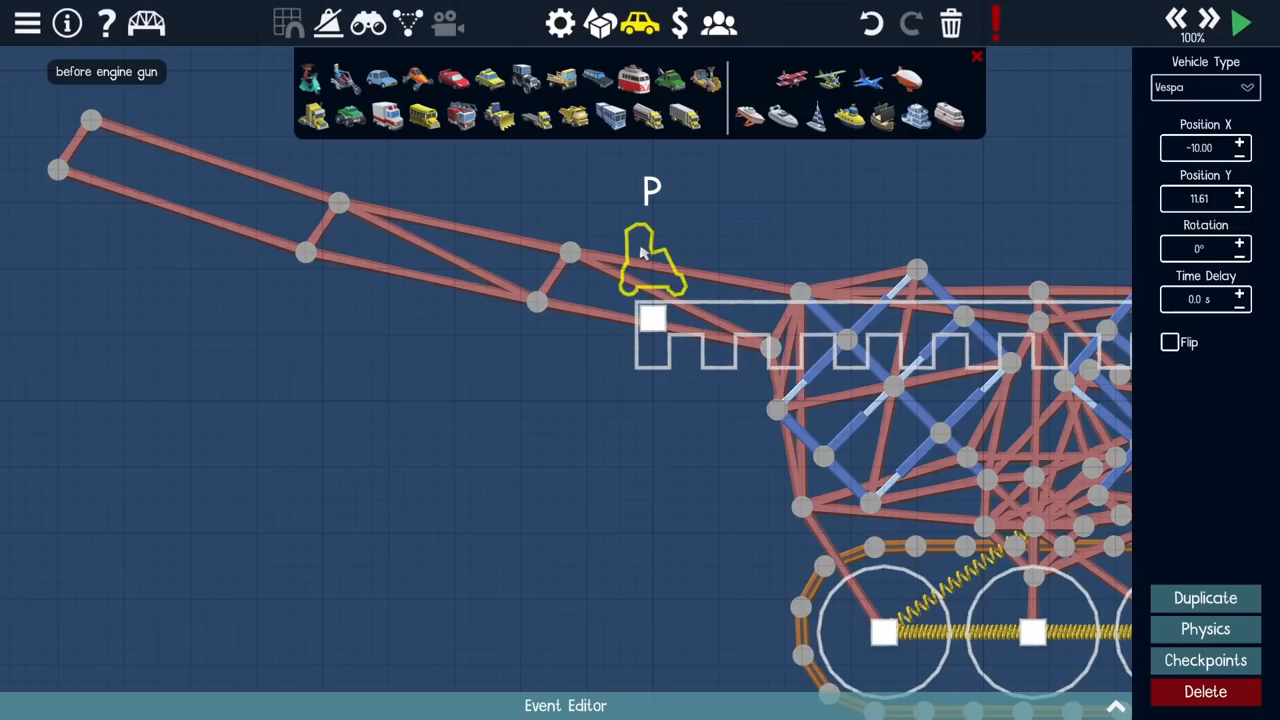 100%
before engine gun
Vehicle Type
Vespa
Position X
-10.00
+
−
Position Y
11.61
+
−
Rotation
0°
+
−
Time Delay
0.0 s
+
−
Flip
P
Duplicate
Physics
Checkpoints
Delete
Event Editor